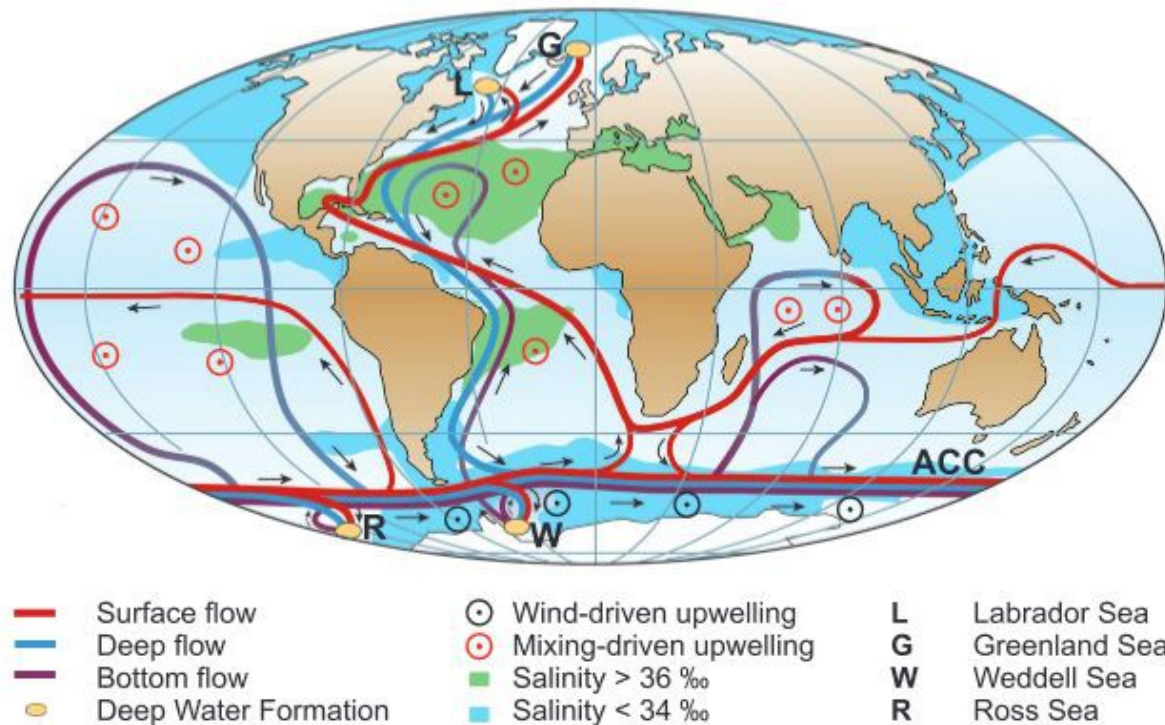 G
L
ACC
R
W
Surface flow
Deep flow
Bottom flow
Deep Water Formation
Wind-driven upwelling
Mixing-driven upwelling
Salinity > 36 ‰
Salinity < 34 ‰
L Labrador Sea
G Greenland Sea
W Weddell Sea
R Ross Sea